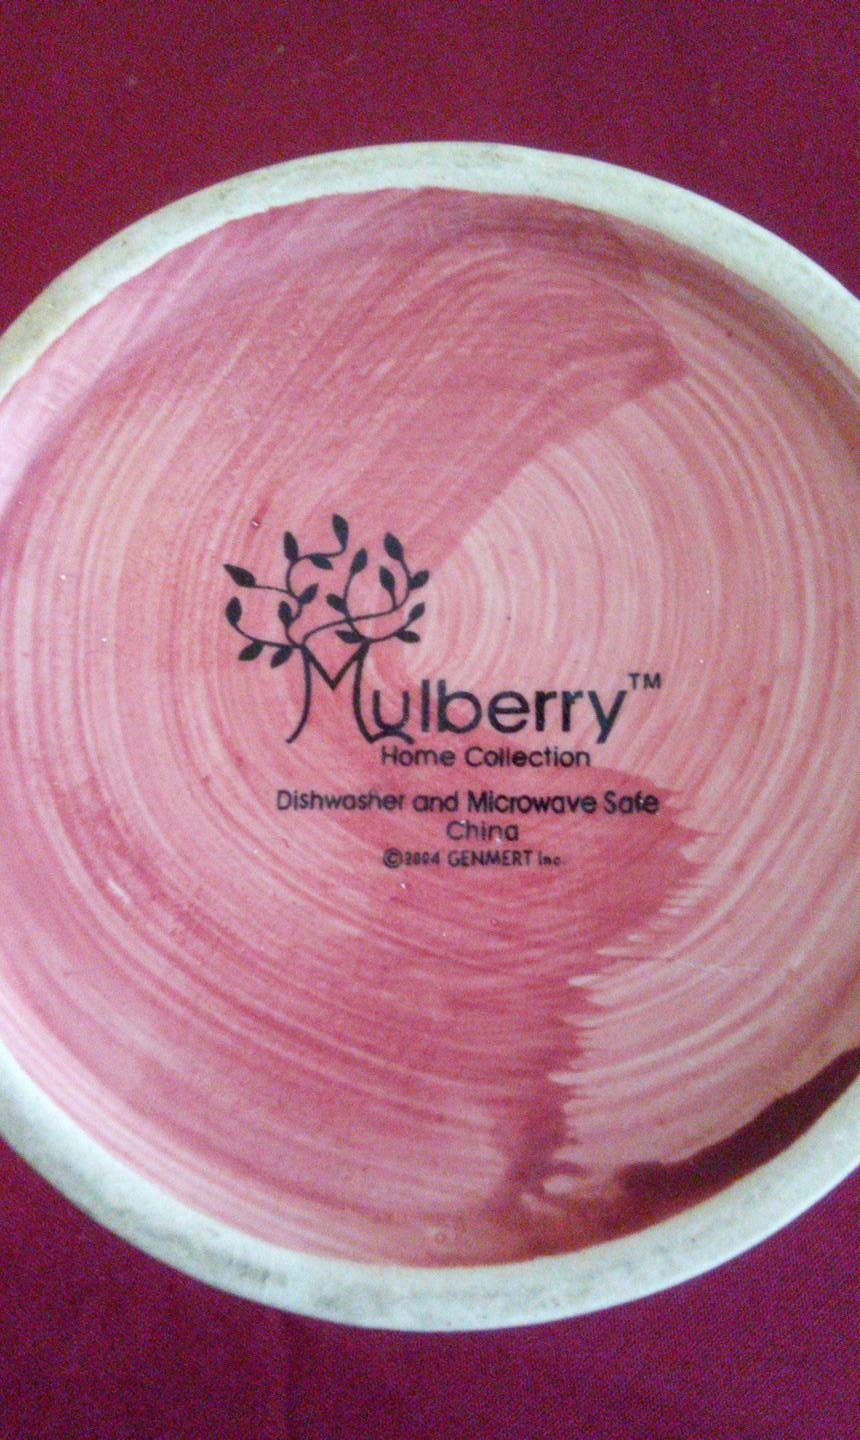 Mulberry™
Home Collection
Dishwasher and Microwave Safe
China
©2004 GENMERT Inc.